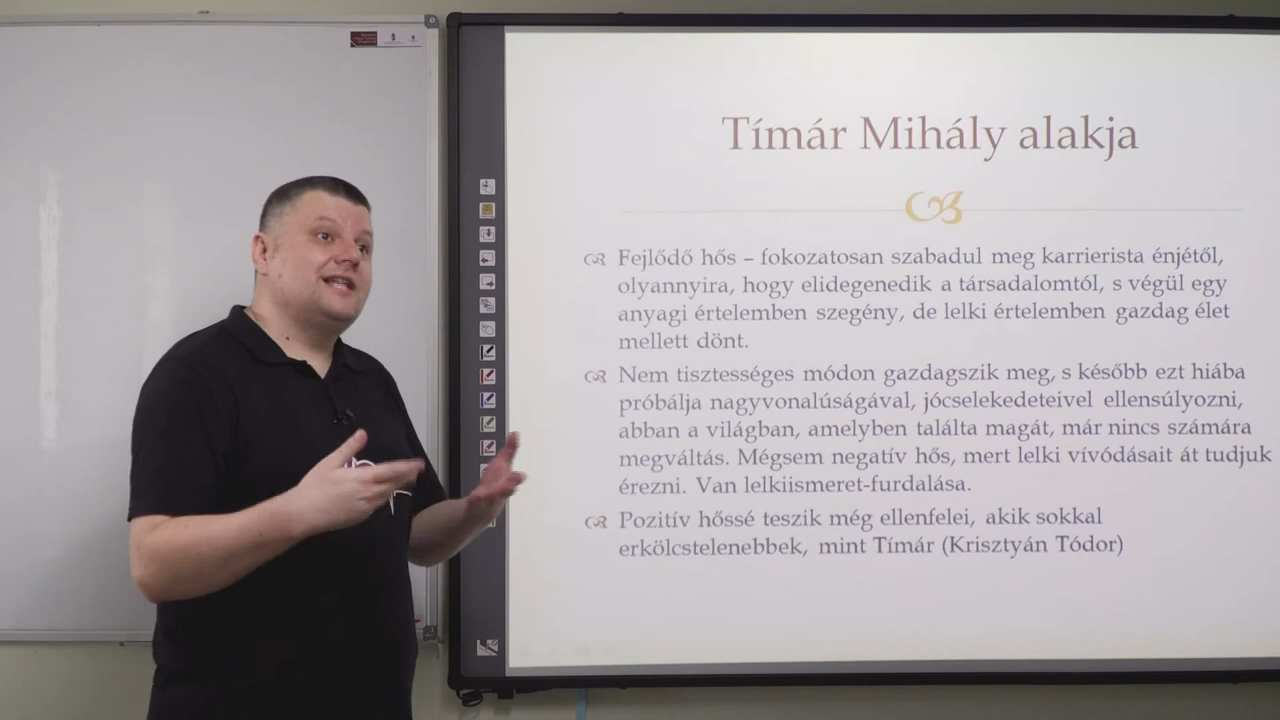 Tímár Mihály alakja
Fejlődő hős – fokozatosan szabadul meg karrierista énjétől,
olyannyira, hogy elidegenedik a társadalomtól, s végül egy
anyagi értelemben szegény, de lelki értelemben gazdag élet
mellett dönt.
Nem tisztességes módon gazdagszik meg, s később ezt hiába
próbálja nagyvonalúságával, jócselekedeteivel ellensúlyozni,
abban a világban, amelyben találta magát, már nincs számára
megváltás. Mégsem negatív hős, mert lelki vívódásait át tudjuk
érezni. Van lelkiismeret-furdalása.
Pozitív hőssé teszik még ellenfelei, akik sokkal
erkölcstelenebbek, mint Tímár (Krisztyán Tódor)